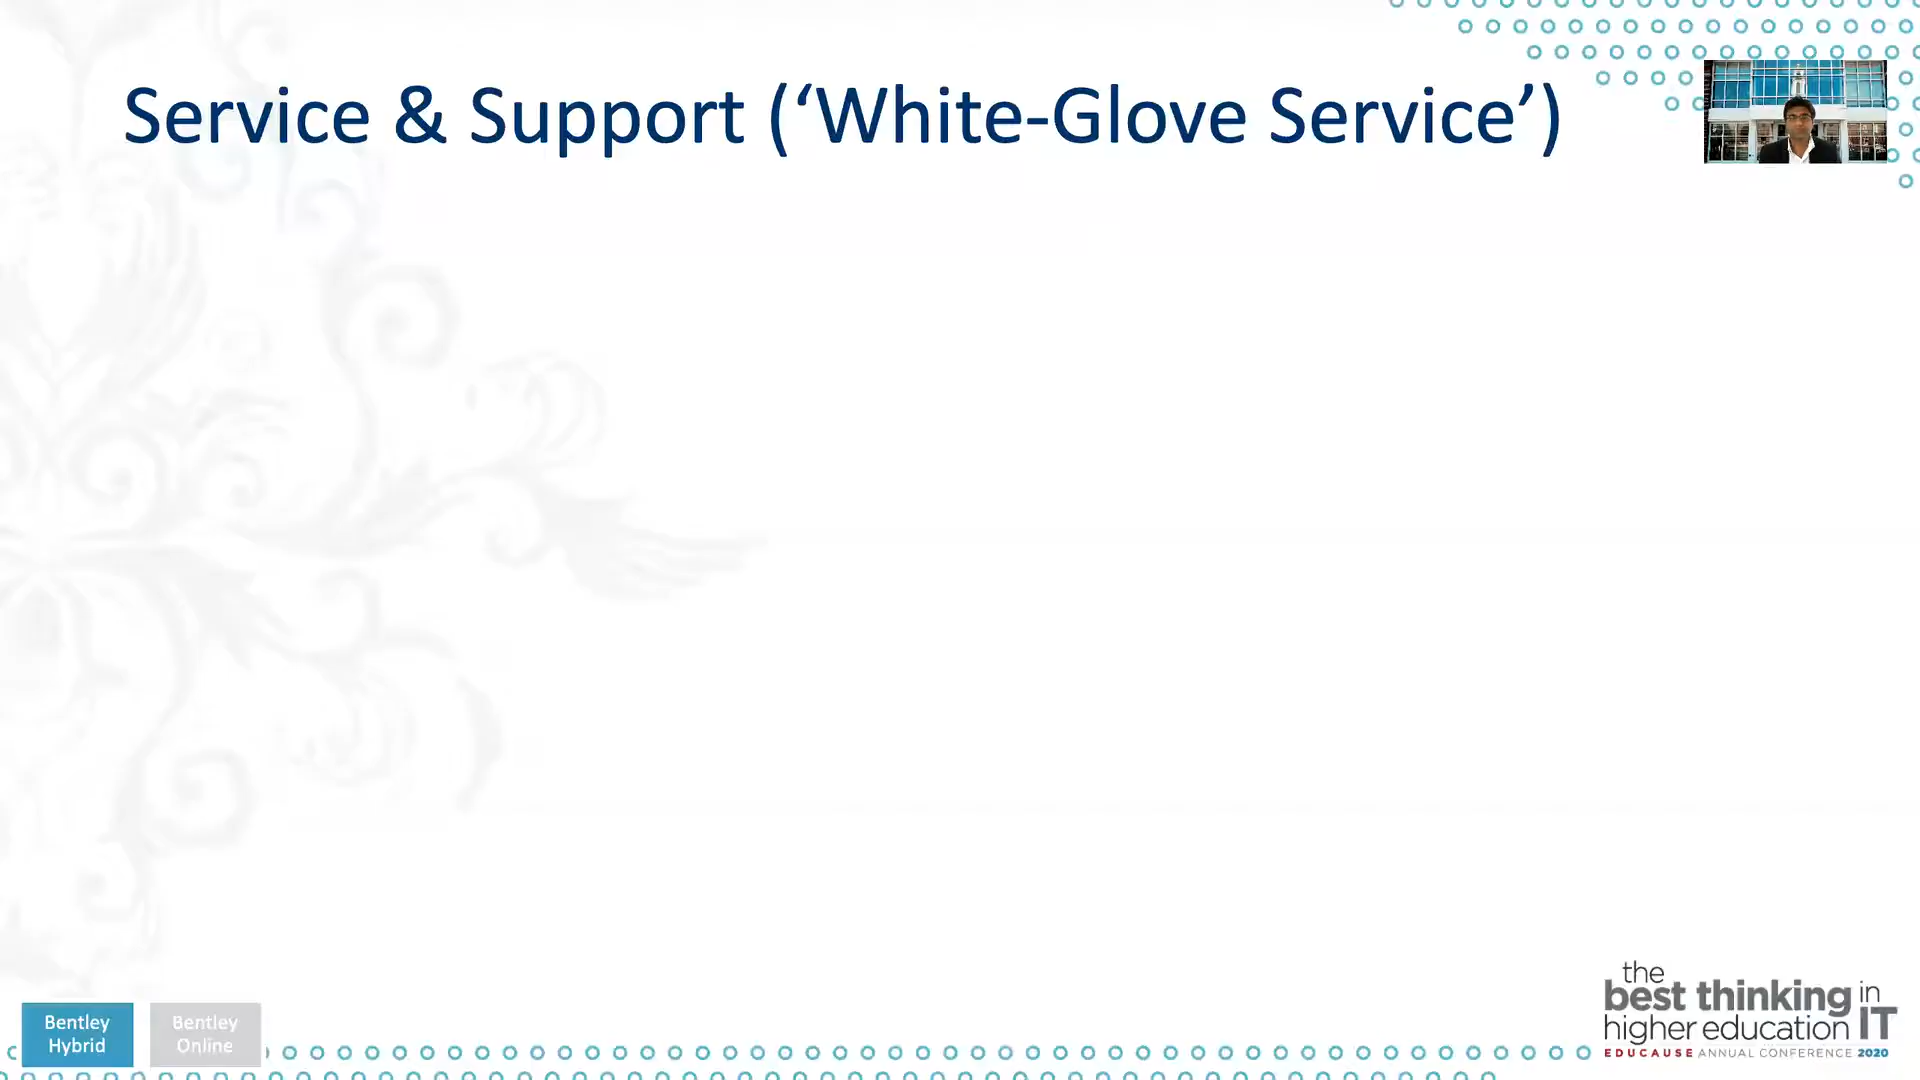 Service & Support (‘White-Glove Service’)
Bentley
Hybrid
Bentley
Online
the
best thinking in
higher education IT
EDUCAUSE ANNUAL CONFERENCE 2020